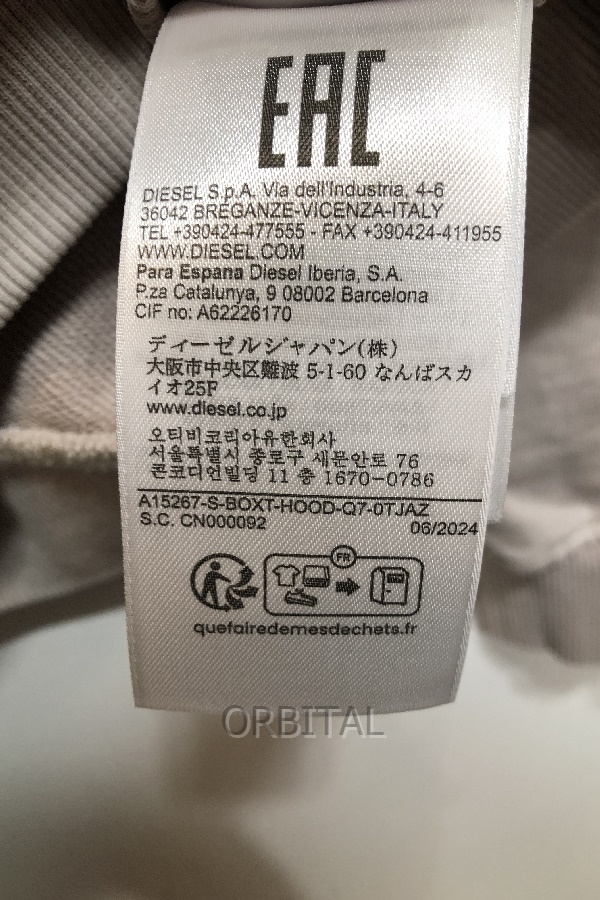 EAC
DIESEL S.p.A. Via dell'Industria, 4-6
36042 BREGANZE-VICENZA-ITALY
TEL +390424-477555 - FAX +390424-411955
WWW.DIESEL.COM
Para Espana Diesel Iberia, S.A.
P.za Catalunya, 9 08002 Barcelona
CIF no: A62226170
ディーゼルジャパン(株)
大阪市中央区難波 5-1-60 なんばスカ
イオ25F
www.diesel.co.jp
오티비코리아유한회사
서울특별시 종로구 새문안로 76
콘코디언빌딩 11 층 1670-0786
A15267-S-BOXT-HOOD-Q7-0TJAZ
S.C. CN000092 06/2024
FR
quefairedemesdechets.fr
ORBITAL